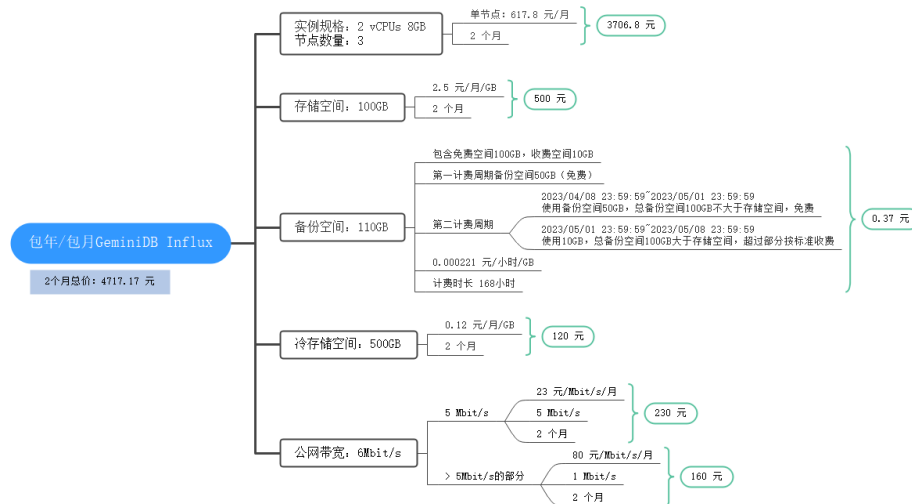 包年/包月GeminiDB Influx
2个月总价：4717.17 元
实例规格：2 vCPUs 8GB
节点数量：3
单节点：617.8 元/月
2 个月
3706.8 元
存储空间：100GB
2.5 元/月/GB
2 个月
500 元
备份空间：110GB
包含免费空间100GB，收费空间10GB
第一计费周期备份空间50GB（免费）
第二计费周期
2023/04/08 23:59:59~2023/05/01 23:59:59
使用备份空间50GB，总备份空间100GB不大于存储空间，免费
2023/05/01 23:59:59~2023/05/08 23:59:59
使用10GB，总备份空间100GB大于存储空间，超过部分按标准收费
0.000221 元/小时/GB
计费时长 168小时
0.37 元
冷存储空间：500GB
0.12 元/月/GB
2 个月
120 元
公网带宽：6Mbit/s
5 Mbit/s
23 元/Mbit/s/月
5 Mbit/s
2 个月
230 元
> 5Mbit/s的部分
80 元/Mbit/s/月
1 Mbit/s
2 个月
160 元